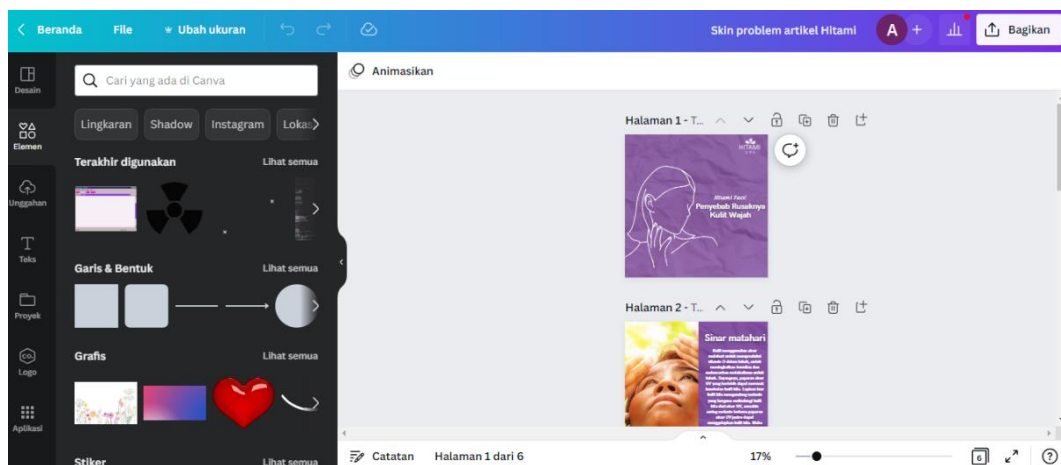 Beranda File Ubah ukuran Skin problem artikel Hitami A + Bagikan
Desain
Elemen
Unggahan
Teks
Proyek
CO.
Logo
Aplikasi
Cari yang ada di Canva
Lingkaran Shadow Instagram Lokas
Terakhir digunakan Lihat semua
Garis & Bentuk Lihat semua
Grafis Lihat semua
Stiker Lihat semua
Animasikan
Halaman 1 - T...
HITAMI
Hitami Fact
Penyebab Rusaknya
Kulit Wajah
Halaman 2 - T...
Sinar matahari
Catatan Halaman 1 dari 6 17% 6